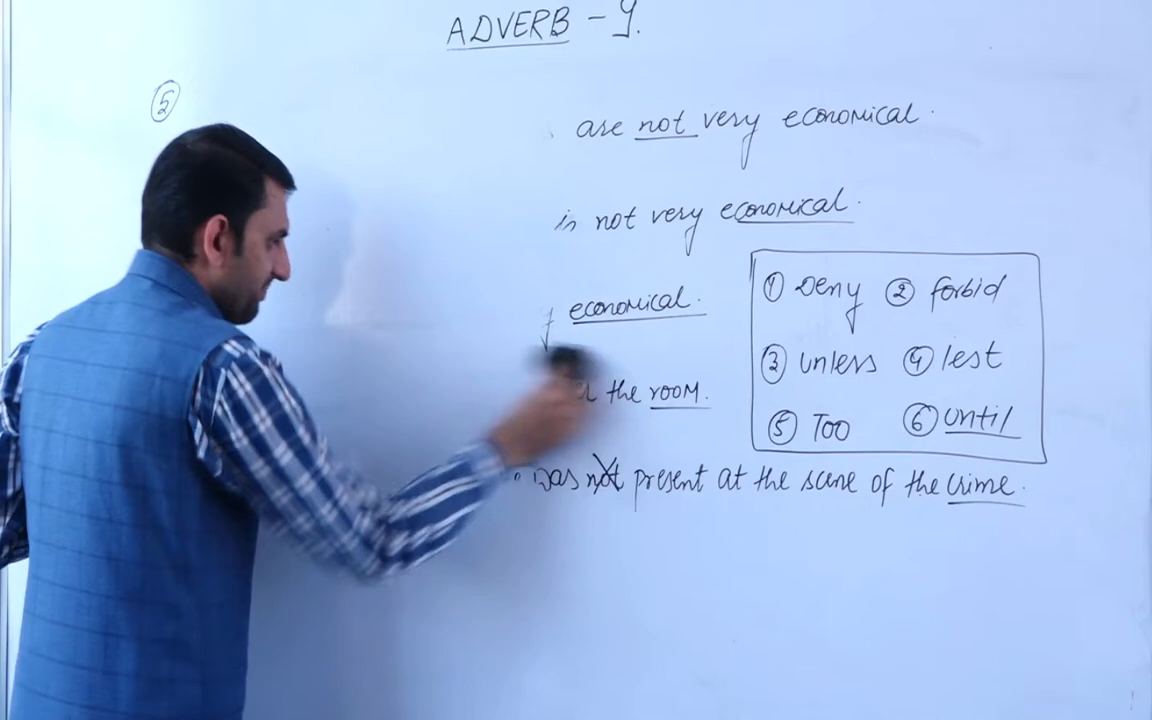 ADVERB - 9.
5
are not very economical.
is not very economical.
economical.
the room.
① Deny ② forbid
③ unless ④ lest
⑤ Too ⑥ until
was not present at the scene of the crime.